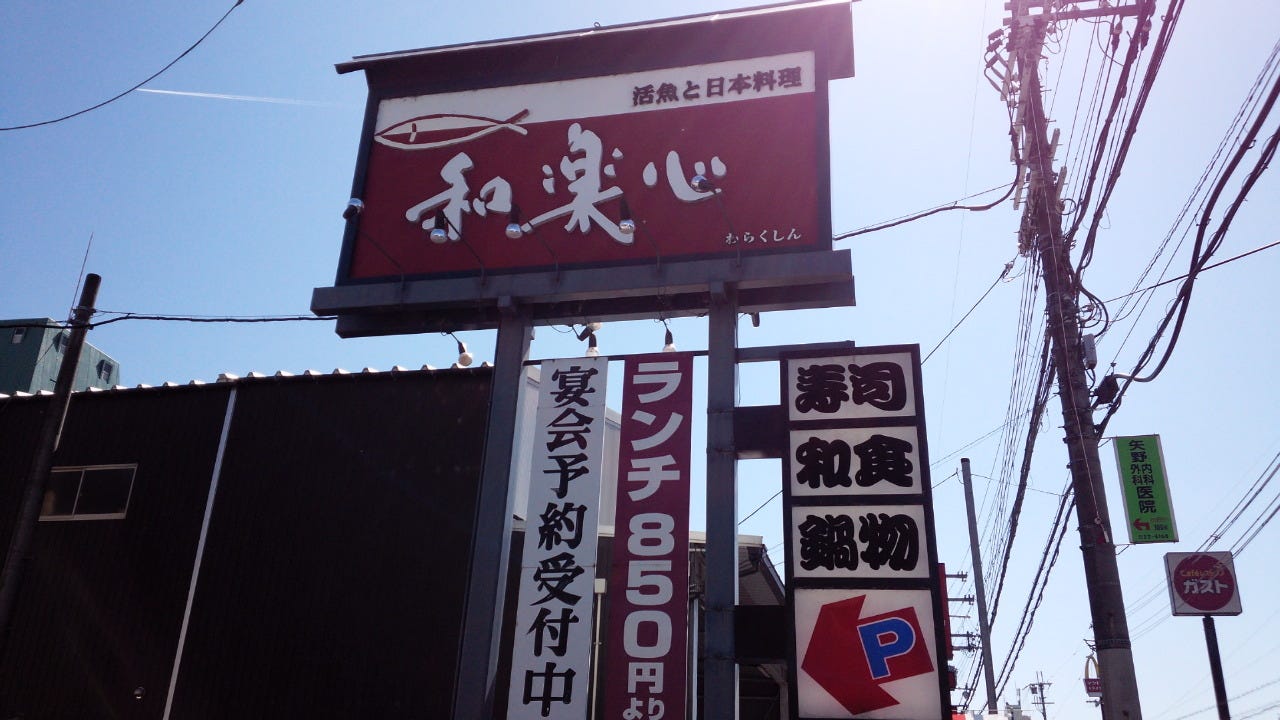 活魚と日本料理
和楽心
むらくしん
宴会予約受付中
ランチ850円より
寿司
和食
鍋物
P
矢野内科外科医院
ガスト